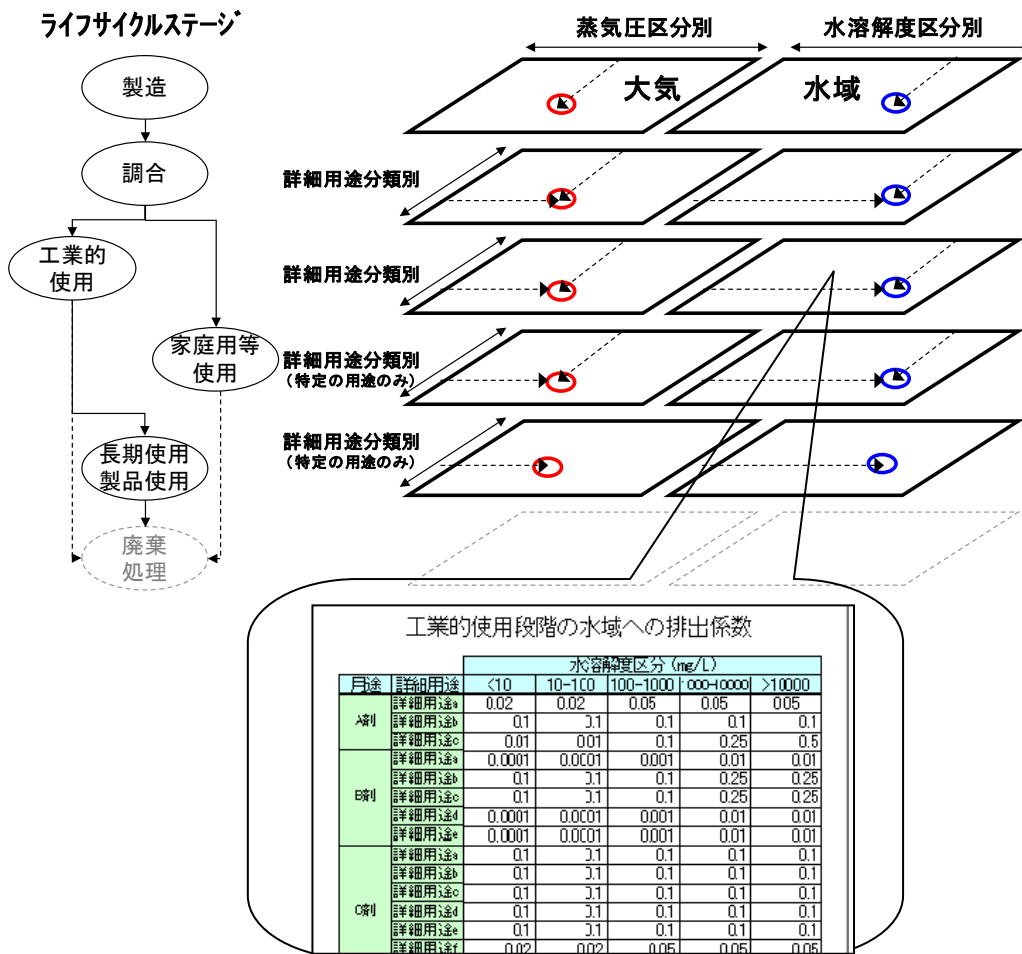 ライフサイクルステージ
蒸気圧区分別
水溶解度区分別
製造
大気
水域
調合
詳細用途分類別
工業的
使用
詳細用途分類別
家庭用等
使用
詳細用途分類別
(特定の用途のみ)
長期使用
製品使用
詳細用途分類別
(特定の用途のみ)
廃棄
処理
工業的使用段階の水域への排出係数
水溶解度区分 (mg/L)
用途 詳細用途 <10 10-100 100-1000 1000-10000 >10000
A剤
詳細用途a 0.02 0.02 0.05 0.05 0.05
詳細用途b 0.1 0.1 0.1 0.1 0.1
詳細用途c 0.01 0.01 0.1 0.25 0.5
B剤
詳細用途a 0.0001 0.0001 0.001 0.01 0.01
詳細用途b 0.1 0.1 0.1 0.25 0.25
詳細用途c 0.1 0.1 0.1 0.25 0.25
詳細用途d 0.0001 0.0001 0.001 0.01 0.01
詳細用途e 0.0001 0.0001 0.001 0.01 0.01
C剤
詳細用途a 0.1 0.1 0.1 0.1 0.1
詳細用途b 0.1 0.1 0.1 0.1 0.1
詳細用途c 0.1 0.1 0.1 0.1 0.1
詳細用途d 0.1 0.1 0.1 0.1 0.1
詳細用途e 0.1 0.1 0.1 0.1 0.1
詳細用途f 0.02 0.02 0.05 0.05 0.05